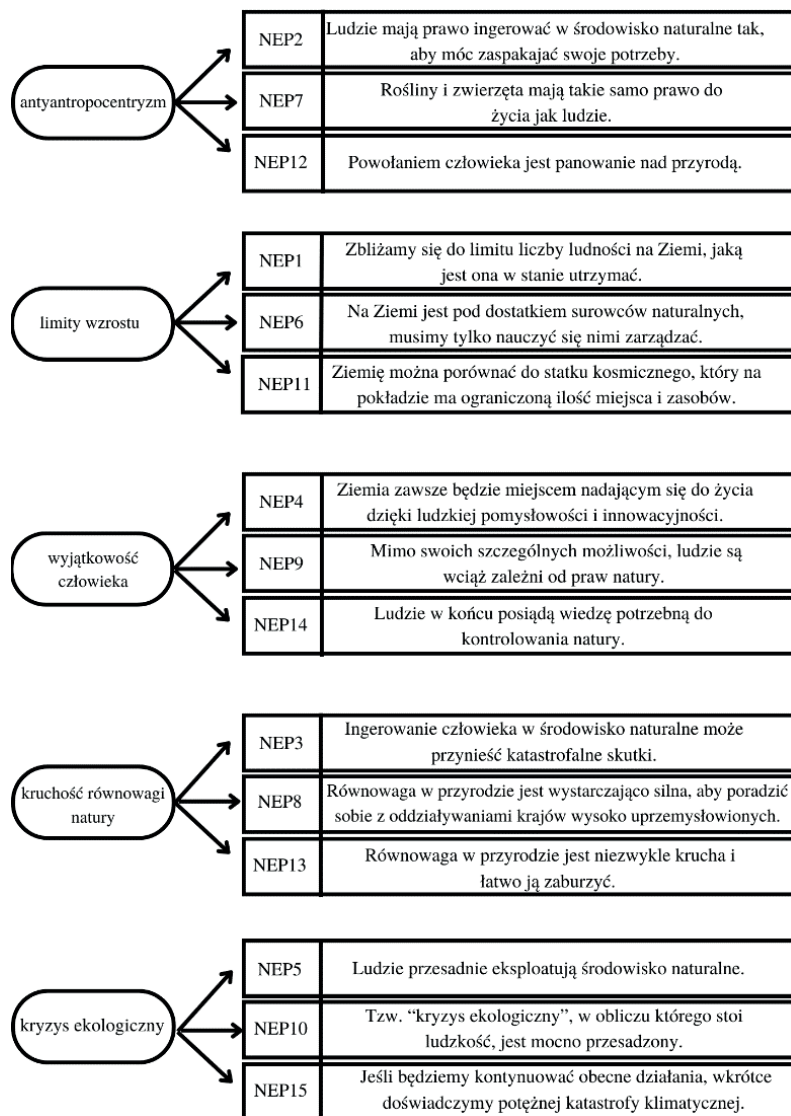 antyantropocentryzm
NEP2
Ludzie mają prawo ingerować w środowisko naturalne tak,
aby móc zaspakajać swoje potrzeby.
NEP7
Rośliny i zwierzęta mają takie samo prawo do
życia jak ludzie.
NEP12
Powołaniem człowieka jest panowanie nad przyrodą.
limity wzrostu
NEP1
Zbliżamy się do limitu liczby ludności na Ziemi, jaką
jest ona w stanie utrzymać.
NEP6
Na Ziemi jest pod dostatkiem surowców naturalnych,
musimy tylko nauczyć się nimi zarządzać.
NEP11
Ziemię można porównać do statku kosmicznego, który na
pokładzie ma ograniczoną ilość miejsca i zasobów.
wyjątkowość
człowieka
NEP4
Ziemia zawsze będzie miejscem nadającym się do życia
dzięki ludzkiej pomysłowości i innowacyjności.
NEP9
Mimo swoich szczególnych możliwości, ludzie są
wciąż zależni od praw natury.
NEP14
Ludzie w końcu posiądą wiedzę potrzebną do
kontrolowania natury.
kruchość równowagi
natury
NEP3
Ingerowanie człowieka w środowisko naturalne może
przynieść katastrofalne skutki.
NEP8
Równowaga w przyrodzie jest wystarczająco silna, aby poradzić
sobie z oddziaływaniami krajów wysoko uprzemysłowionych.
NEP13
Równowaga w przyrodzie jest niezwykle krucha i
łatwo ją zaburzyć.
kryzys ekologiczny
NEP5
Ludzie przesadnie eksploatują środowisko naturalne.
NEP10
Tzw. “kryzys ekologiczny”, w obliczu którego stoi
ludzkość, jest mocno przesadzony.
NEP15
Jeśli będziemy kontynuować obecne działania, wkrótce
doświadczymy potężnej katastrofy klimatycznej.